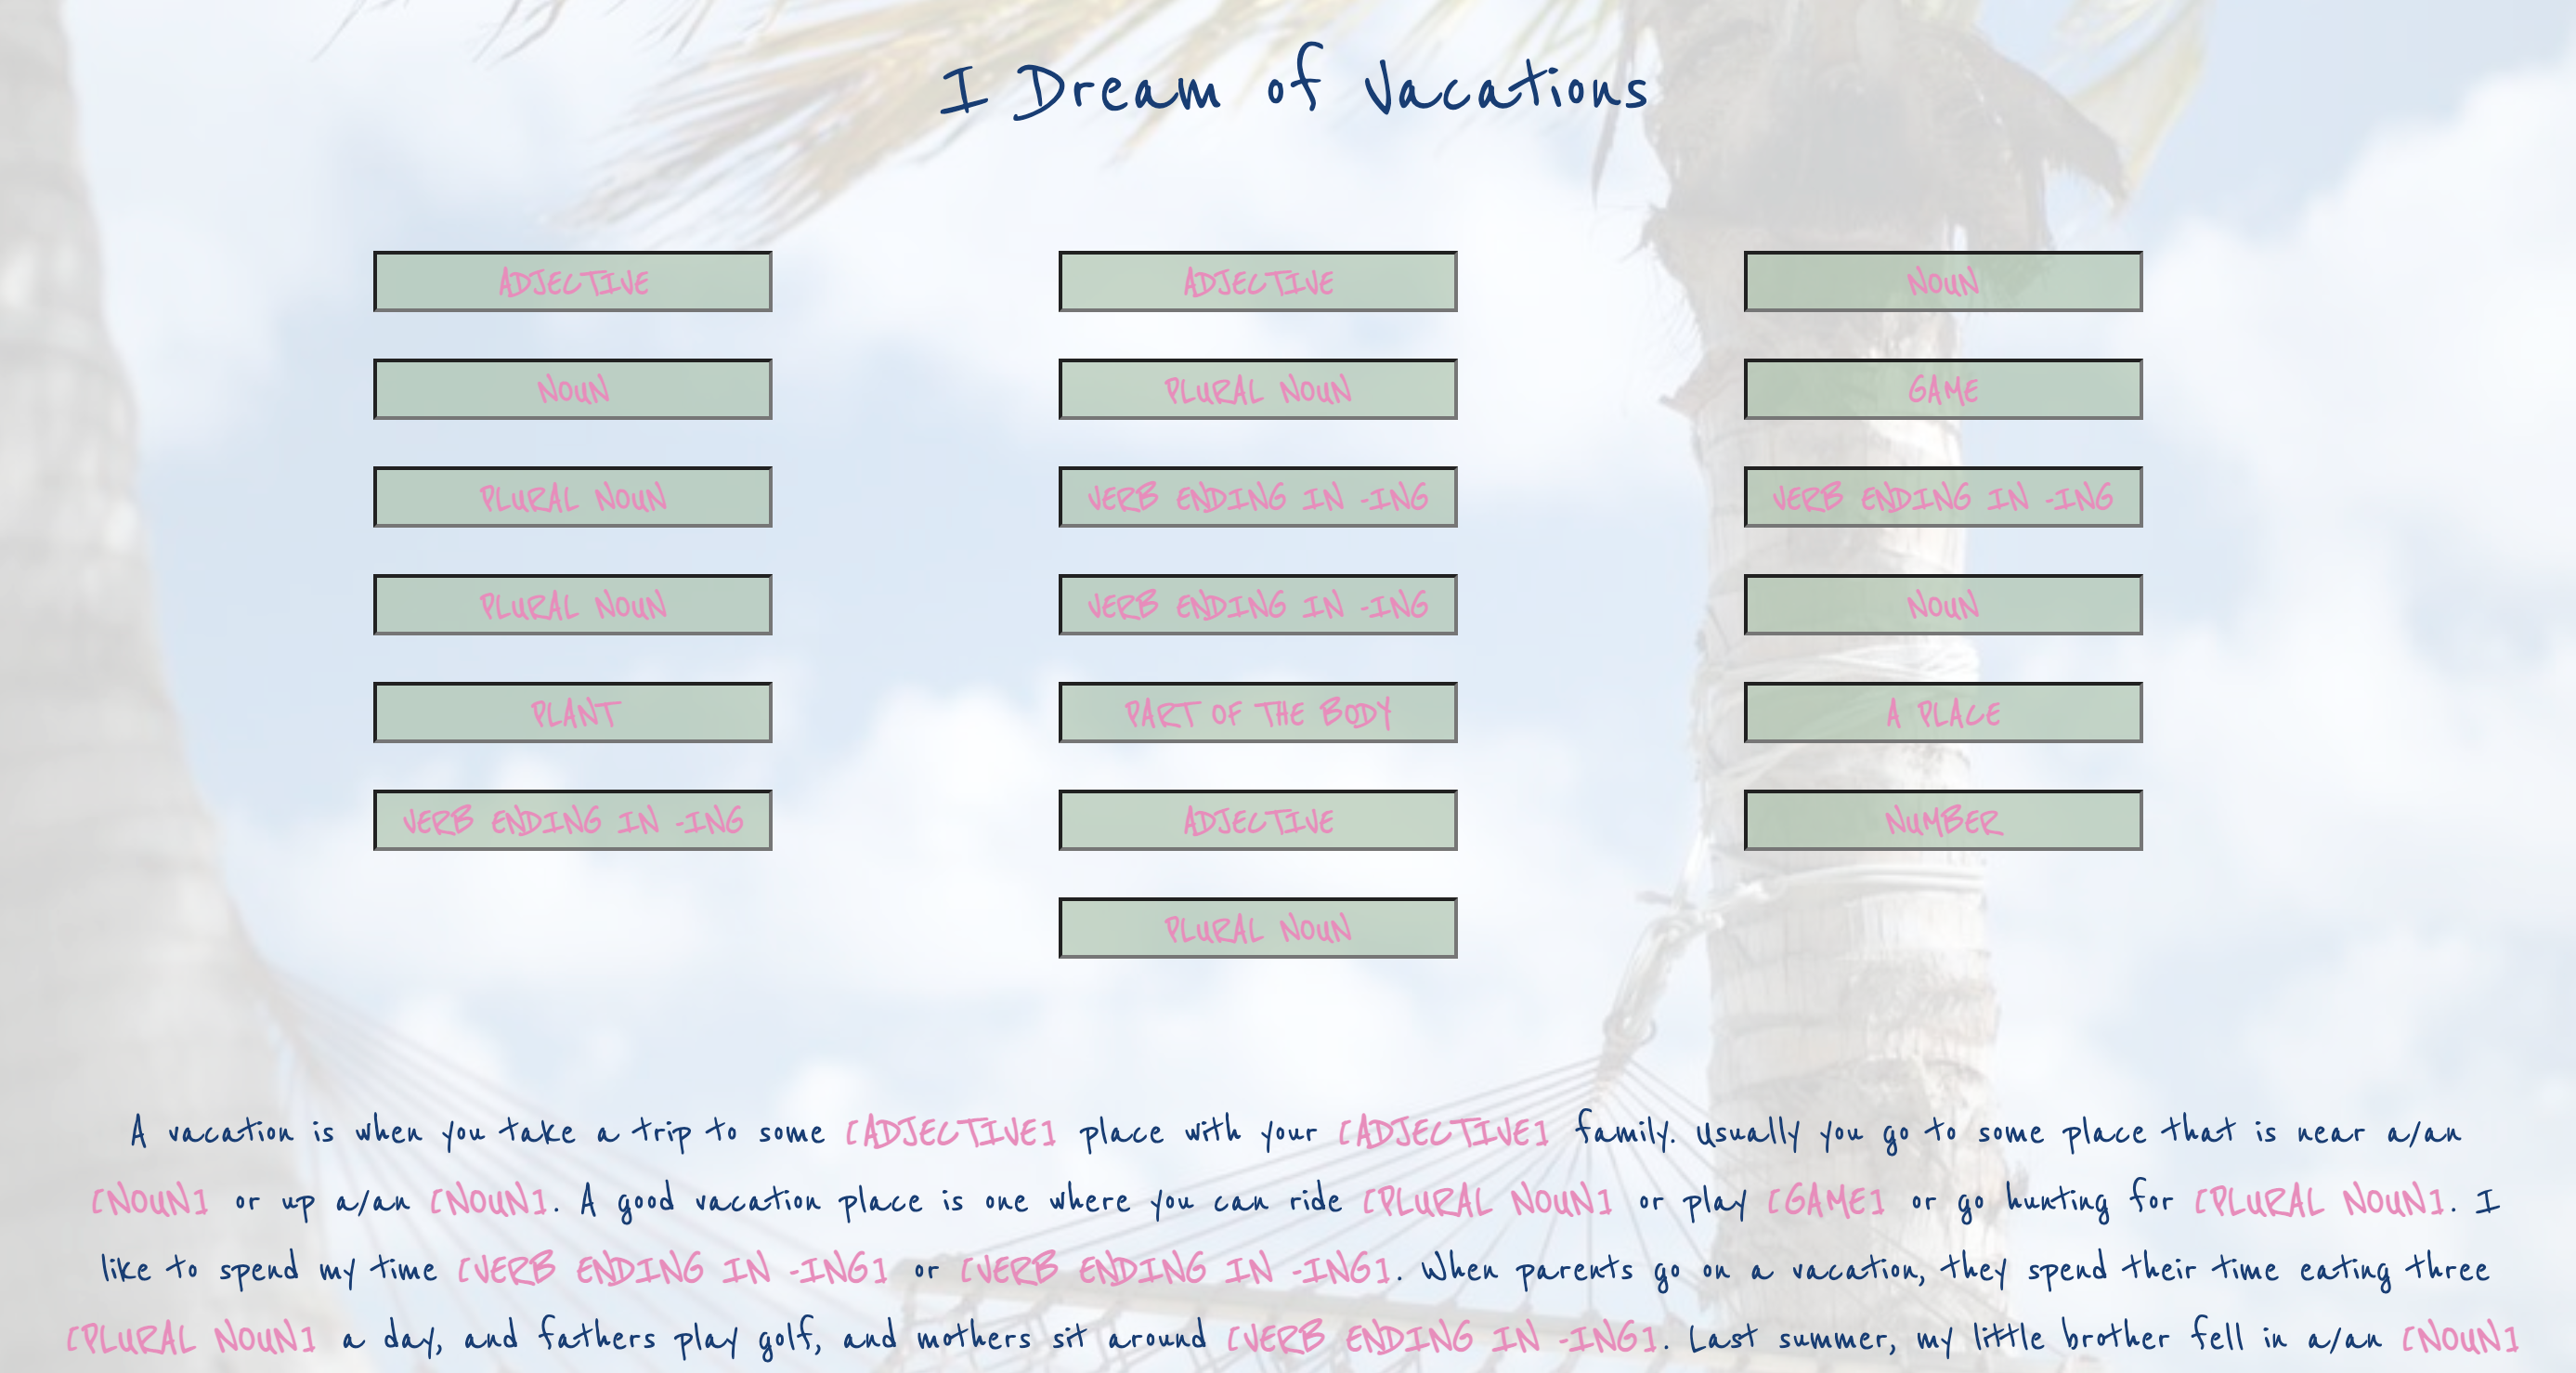 I Dream of Vacations
ADJECTIVE ADJECTIVE NOUN
NOUN PLURAL NOUN GAME
PLURAL NOUN VERB ENDING IN -ING VERB ENDING IN -ING
PLURAL NOUN VERB ENDING IN -ING NOUN
PLANT PART OF THE BODY A PLACE
VERB ENDING IN -ING ADJECTIVE NUMBER
PLURAL NOUN
A vacation is when you take a trip to some [ADJECTIVE] place with your [ADJECTIVE] family. Usually you go to some place that is near a/an
[NOUN] or up a/an [NOUN]. A good vacation place is one where you can ride [PLURAL NOUN] or play [GAME] or go hunting for [PLURAL NOUN]. I
like to spend my time [VERB ENDING IN -ING] or [VERB ENDING IN -ING]. When parents go on a vacation, they spend their time eating three
[PLURAL NOUN] a day, and fathers play golf, and mothers sit around [VERB ENDING IN -ING]. Last summer, my little brother fell in a/an [NOUN]